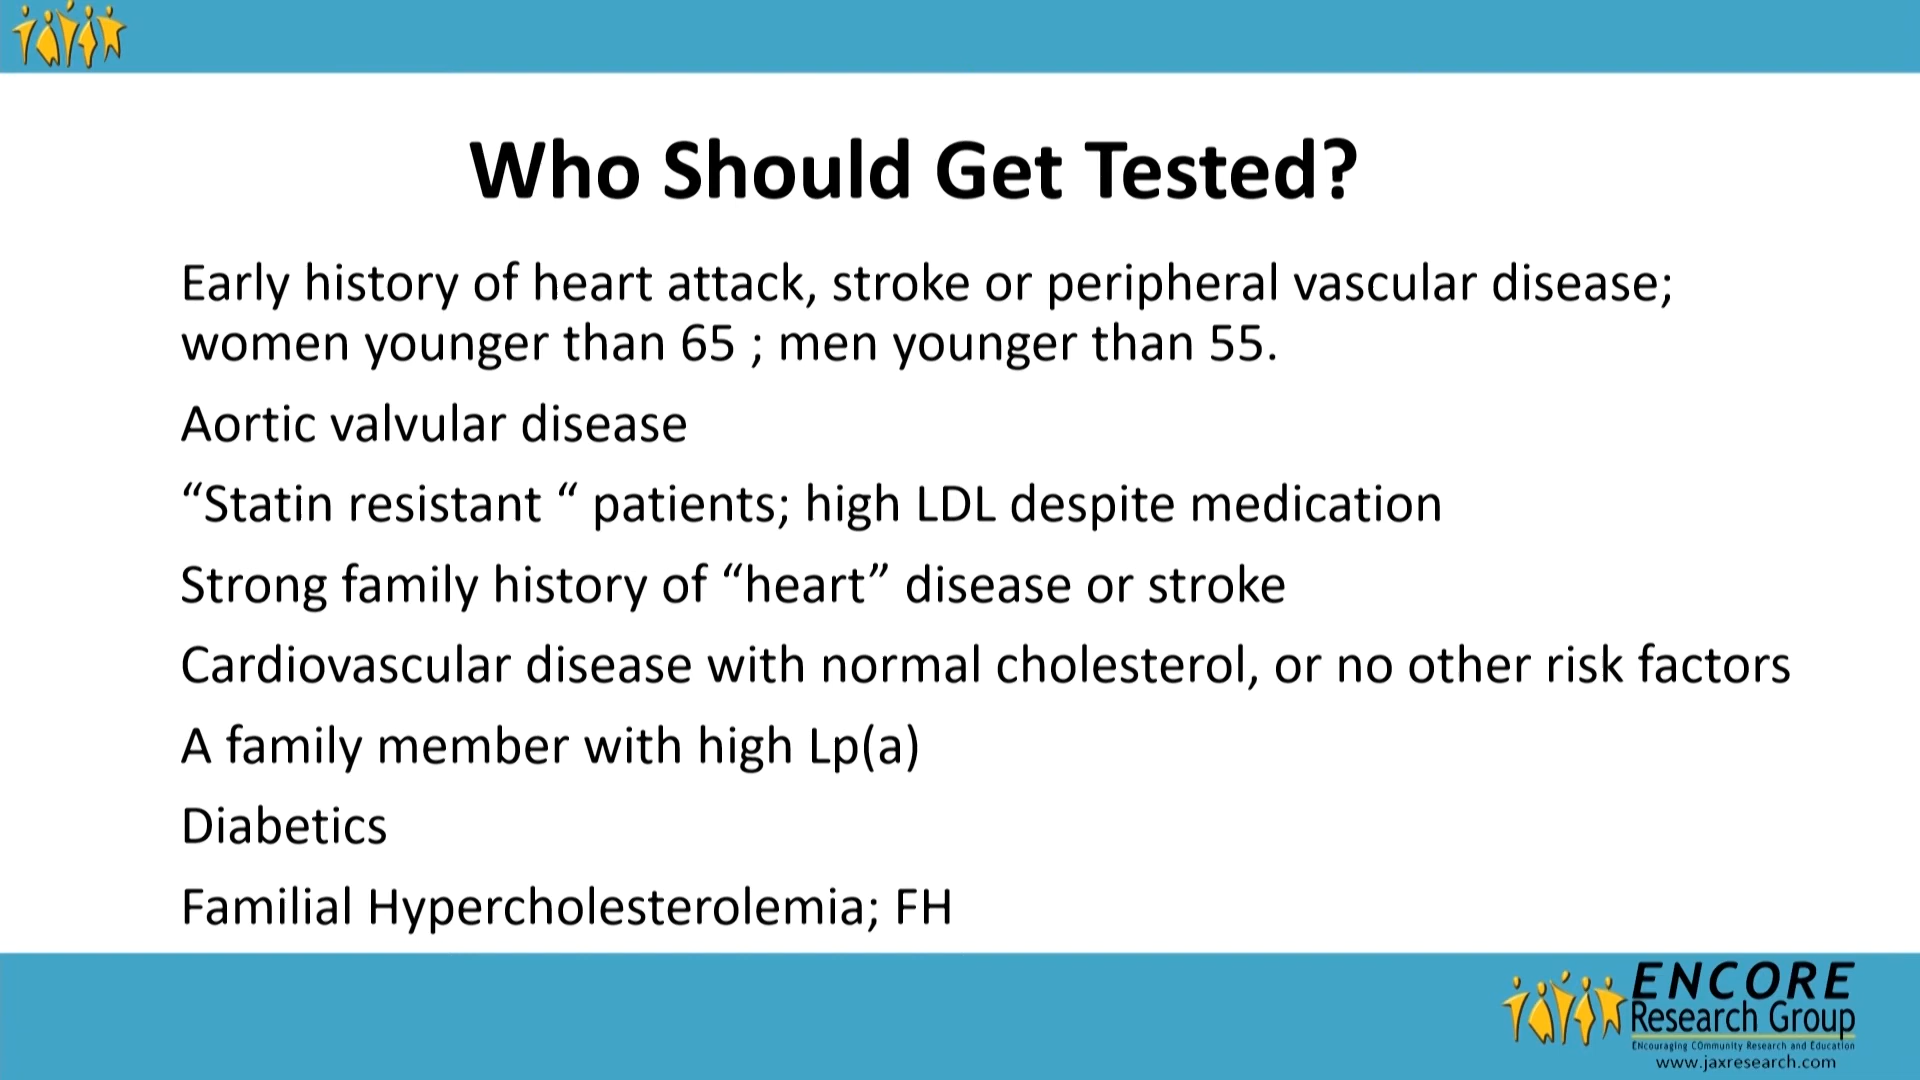 Who Should Get Tested?
Early history of heart attack, stroke or peripheral vascular disease;
women younger than 65 ; men younger than 55.
Aortic valvular disease
“Statin resistant “ patients; high LDL despite medication
Strong family history of “heart” disease or stroke
Cardiovascular disease with normal cholesterol, or no other risk factors
A family member with high Lp(a)
Diabetics
Familial Hypercholesterolemia; FH
ENCORE
Research Group
ENcouraging COmmunity Research and Education
www.jaxresearch.com